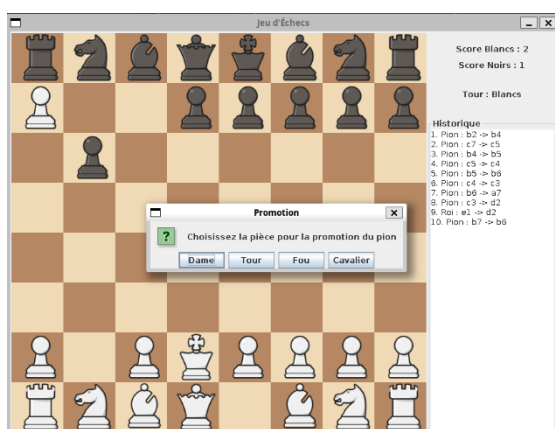 Jeu d'Échecs
Score Blancs : 2
Score Noirs : 1
Tour : Blancs
Historique
1. Pion : b2 -> b4
2. Pion : c7 -> c5
3. Pion : b4 -> b5
4. Pion : c5 -> c4
5. Pion : b5 -> b6
6. Pion : c4 -> c3
7. Pion : b6 -> a7
8. Pion : c3 -> d2
9. Roi : e1 -> d2
10. Pion : b7 -> b6
Promotion
Choisissez la pièce pour la promotion du pion
Dame Tour Fou Cavalier